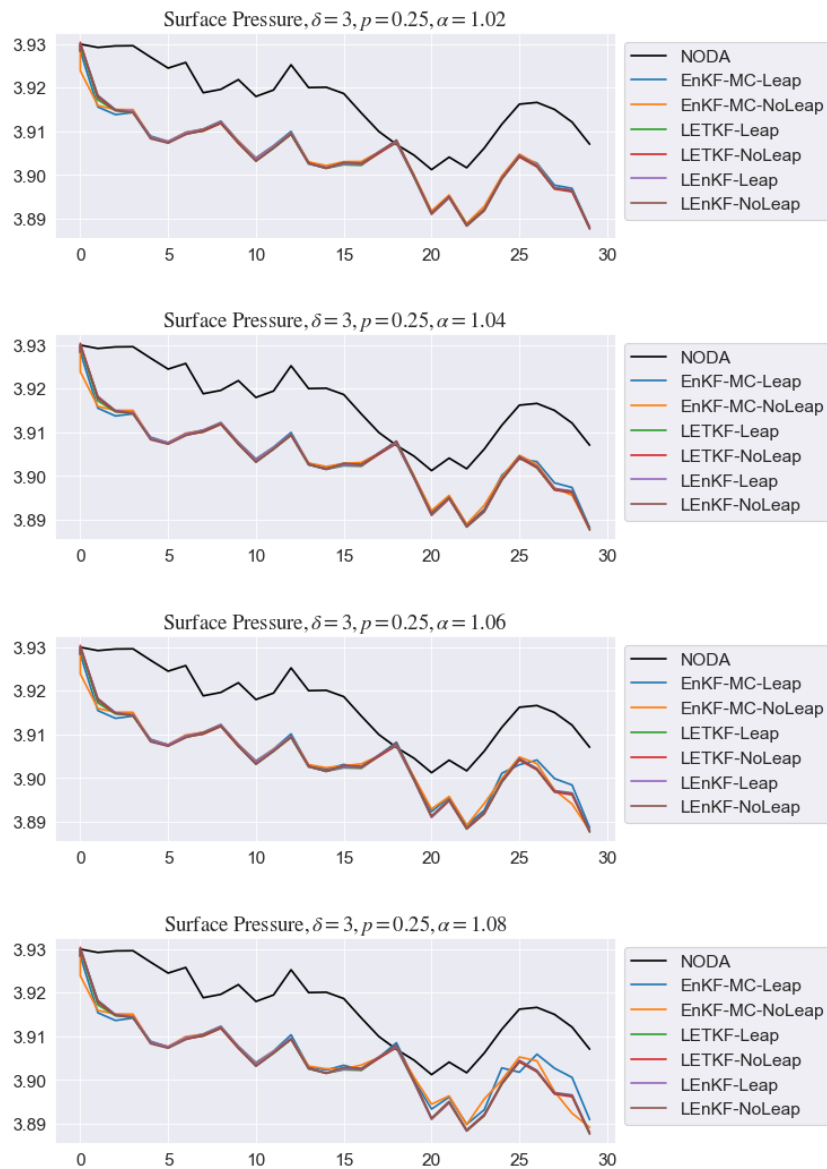 Surface Pressure, δ = 3, p = 0.25, α = 1.02
3.93
3.92
3.91
3.90
3.89
0 5 10 15 20 25 30
NODA
EnKF-MC-Leap
EnKF-MC-NoLeap
LETKF-Leap
LETKF-NoLeap
LEnKF-Leap
LEnKF-NoLeap
Surface Pressure, δ = 3, p = 0.25, α = 1.04
3.93
3.92
3.91
3.90
3.89
0 5 10 15 20 25 30
NODA
EnKF-MC-Leap
EnKF-MC-NoLeap
LETKF-Leap
LETKF-NoLeap
LEnKF-Leap
LEnKF-NoLeap
Surface Pressure, δ = 3, p = 0.25, α = 1.06
3.93
3.92
3.91
3.90
3.89
0 5 10 15 20 25 30
NODA
EnKF-MC-Leap
EnKF-MC-NoLeap
LETKF-Leap
LETKF-NoLeap
LEnKF-Leap
LEnKF-NoLeap
Surface Pressure, δ = 3, p = 0.25, α = 1.08
3.93
3.92
3.91
3.90
3.89
0 5 10 15 20 25 30
NODA
EnKF-MC-Leap
EnKF-MC-NoLeap
LETKF-Leap
LETKF-NoLeap
LEnKF-Leap
LEnKF-NoLeap